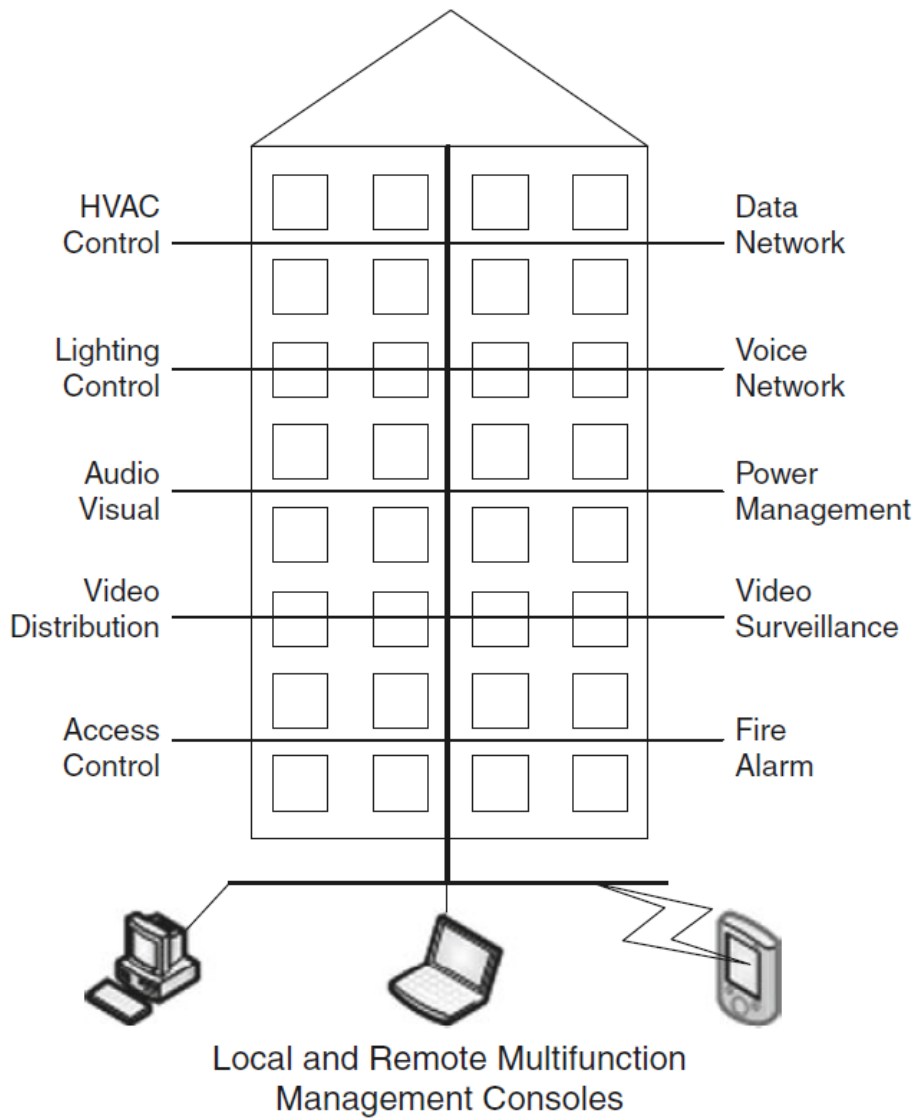 HVAC
Control
Data
Network
Lighting
Control
Voice
Network
Audio
Visual
Power
Management
Video
Distribution
Video
Surveillance
Access
Control
Fire
Alarm
Local and Remote Multifunction
Management Consoles